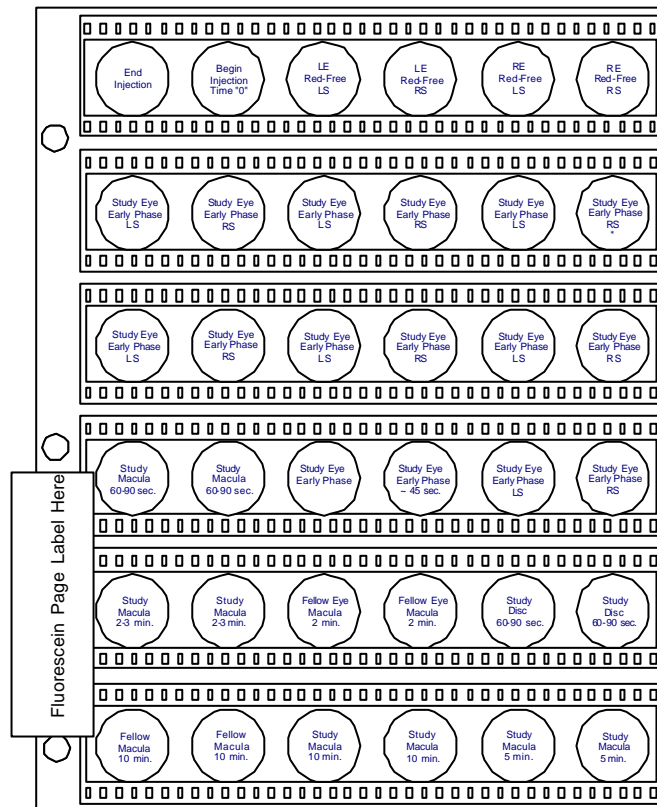 End
Injection
Begin
Injection
Time "0"
LE
Red-Free
LS
LE
Red-Free
RS
RE
Red-Free
LS
RE
Red-Free
RS
Study Eye
Early Phase
LS
Study Eye
Early Phase
RS
Study Eye
Early Phase
LS
Study Eye
Early Phase
RS
Study Eye
Early Phase
LS
Study Eye
Early Phase
RS
*
Study Eye
Early Phase
LS
Study Eye
Early Phase
RS
Study Eye
Early Phase
LS
Study Eye
Early Phase
RS
Study Eye
Early Phase
LS
Study Eye
Early Phase
RS
Study
Macula
60-90 sec.
Study
Macula
60-90 sec.
Study Eye
Early Phase
Study Eye
Early Phase
~ 45 sec.
Study Eye
Early Phase
LS
Study Eye
Early Phase
RS
Fluorescein Page Label Here
Study
Macula
2-3 min.
Study
Macula
2-3 min.
Fellow Eye
Macula
2 min.
Fellow Eye
Macula
2 min.
Study
Disc
60-90 sec.
Study
Disc
60-90 sec.
Fellow
Macula
10 min.
Fellow
Macula
10 min.
Study
Macula
10 min.
Study
Macula
10 min.
Study
Macula
5 min.
Study
Macula
5 min.